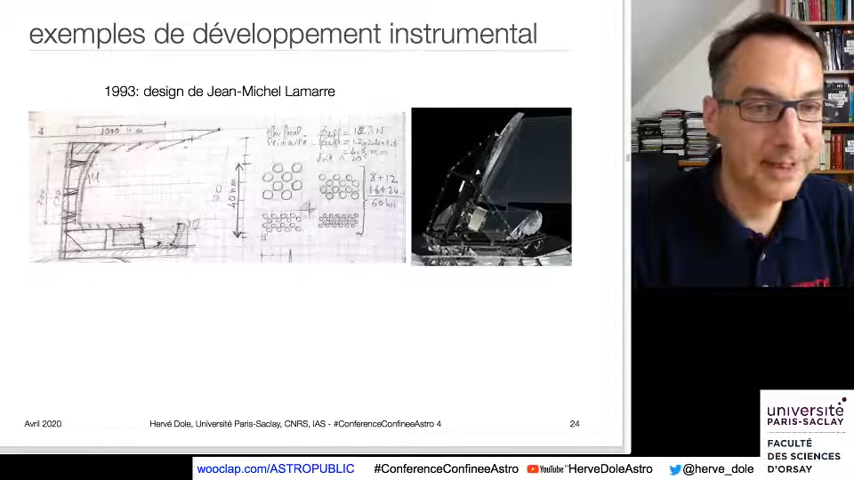 exemples de développement instrumental
1993: design de Jean-Michel Lamarre
Avril 2020
Hervé Dole, Université Paris-Saclay, CNRS, IAS - #ConferenceConfineeAstro 4
24
wooclap.com/ASTROPUBLIC
#ConferenceConfineeAstro
YouTube"HerveDoleAstro
@herve_dole
université
PARIS-SACLAY
FACULTÉ
DES SCIENCES
D'ORSAY